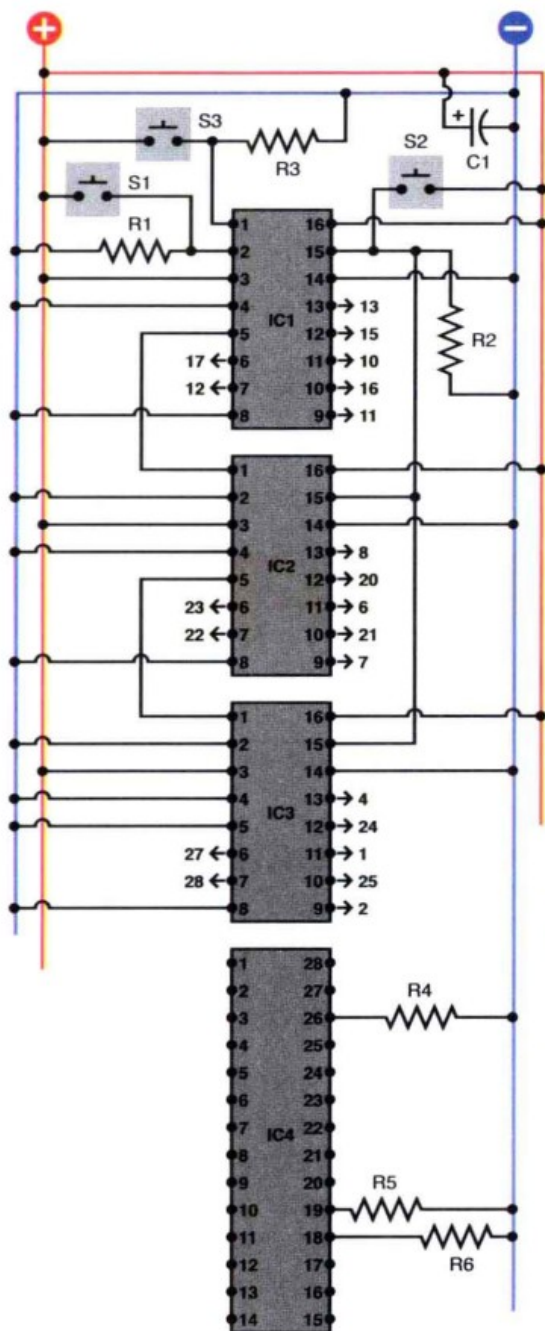 + −
S3
+
R3
S2
C1
S1
R1
1 16
2 15
3 14
4 13 → 13
5 IC1 12 → 15
R2
17 ← 6 11 → 10
12 ← 7 10 → 16
8 9 → 11
1 16
2 15
3 14
4 13 → 8
5 IC2 12 → 20
23 ← 6 11 → 6
22 ← 7 10 → 21
8 9 → 7
1 16
2 15
3 14
4 13 → 4
5 IC3 12 → 24
27 ← 6 11 → 1
28 ← 7 10 → 25
8 9 → 2
1 28
2 27
R4
3 26
4 25
5 24
6 23
7 22
IC4
8 21
9 20
R5
10 19
11 18
R6
12 17
13 16
14 15